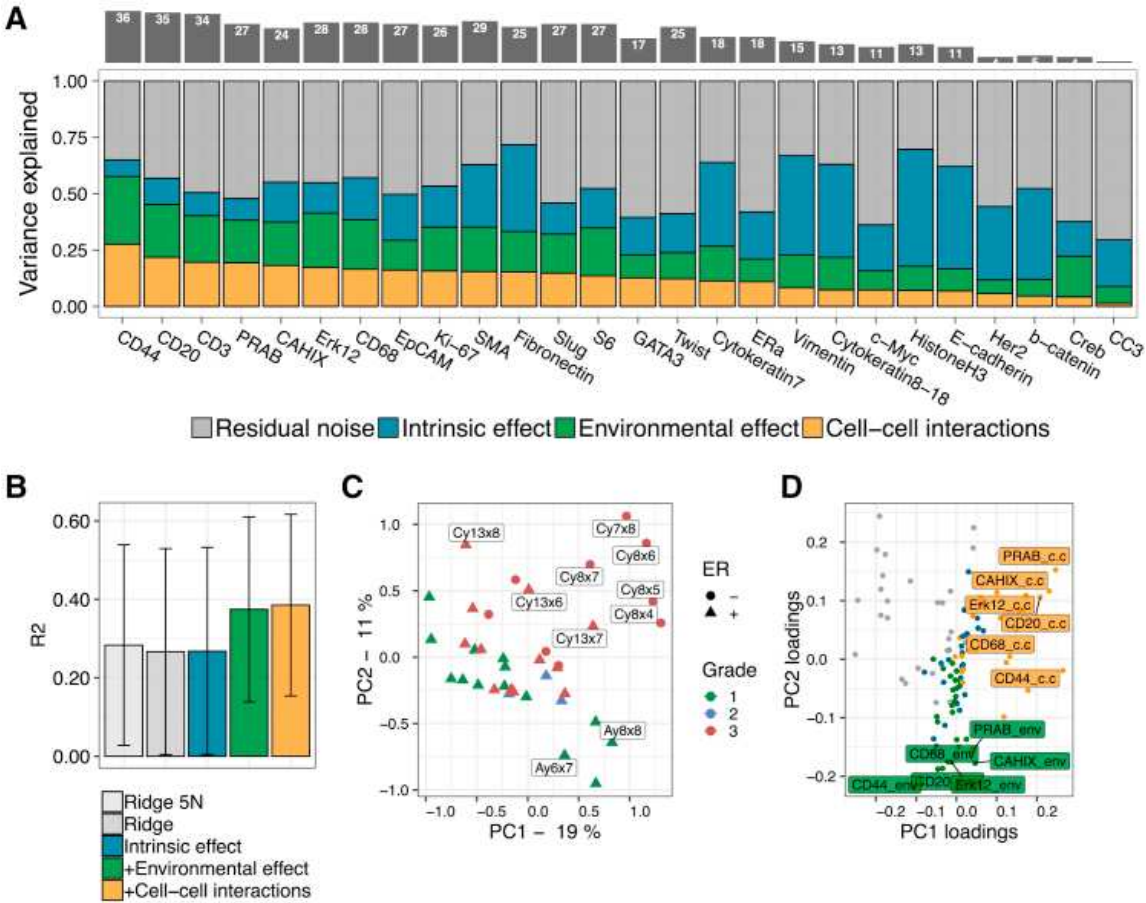 A
36 35 34 27 24 28 26 27 26 29 25 27 27 17 25 18 18 15 13 11 13 11
Variance explained
1.00
0.75
0.50
0.25
0.00
CD44 CD20 CD3 PRAB CAHIX Erk12 CD68 EpCAM Ki-67 SMA Fibronectin Slug S6 GATA3 Twist Cytokeratin7 ERa Vimentin Cytokeratin8-18 c-Myc HistoneH3 E-cadherin Her2 b-catenin Creb CC3
Residual noise Intrinsic effect Environmental effect Cell-cell interactions
B
R2
0.60
0.40
0.20
0.00
Ridge 5N
Ridge
Intrinsic effect
+Environmental effect
+Cell-cell interactions
C
PC2 - 11 %
1.0
0.5
0.0
-0.5
-1.0
Cy13x8
Cy7x8
Cy8x6
Cy8x7
Cy8x5
Cy13x6
Cy8x4
Cy13x7
Ay8x8
Ay6x7
-1.0 -0.5 0.0 0.5 1.0
PC1 - 19 %
ER
-
+
Grade
1
2
3
D
PC2 loadings
0.2
0.1
0.0
-0.1
-0.2
PRAB_c.c
CAHIX_c.c
Erk12_c.c
CD20_c.c
CD68_c.c
CD44_c.c
PRAB_env
CD68_env
CAHIX_env
CD44_env CD20 Erk12_env
-0.2 -0.1 0.0 0.1 0.2
PC1 loadings